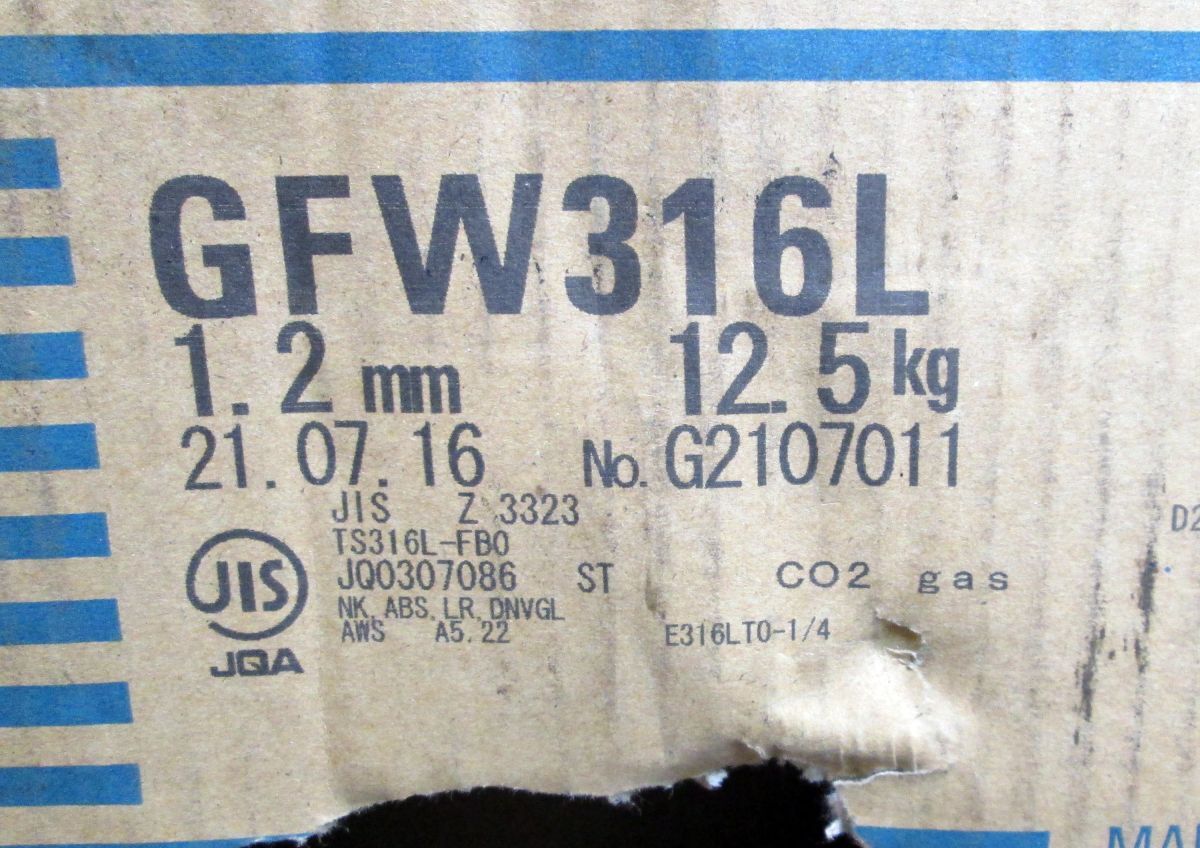 GFW316L
1.2 mm 12.5 kg
21.07.16 No. G2107011
JIS Z 3323
TS316L-FB0
JQ0307086 ST CO2 gas
NK, ABS, LR, DNVGL
AWS A5.22 E316LT0-1/4
JIS
JQA